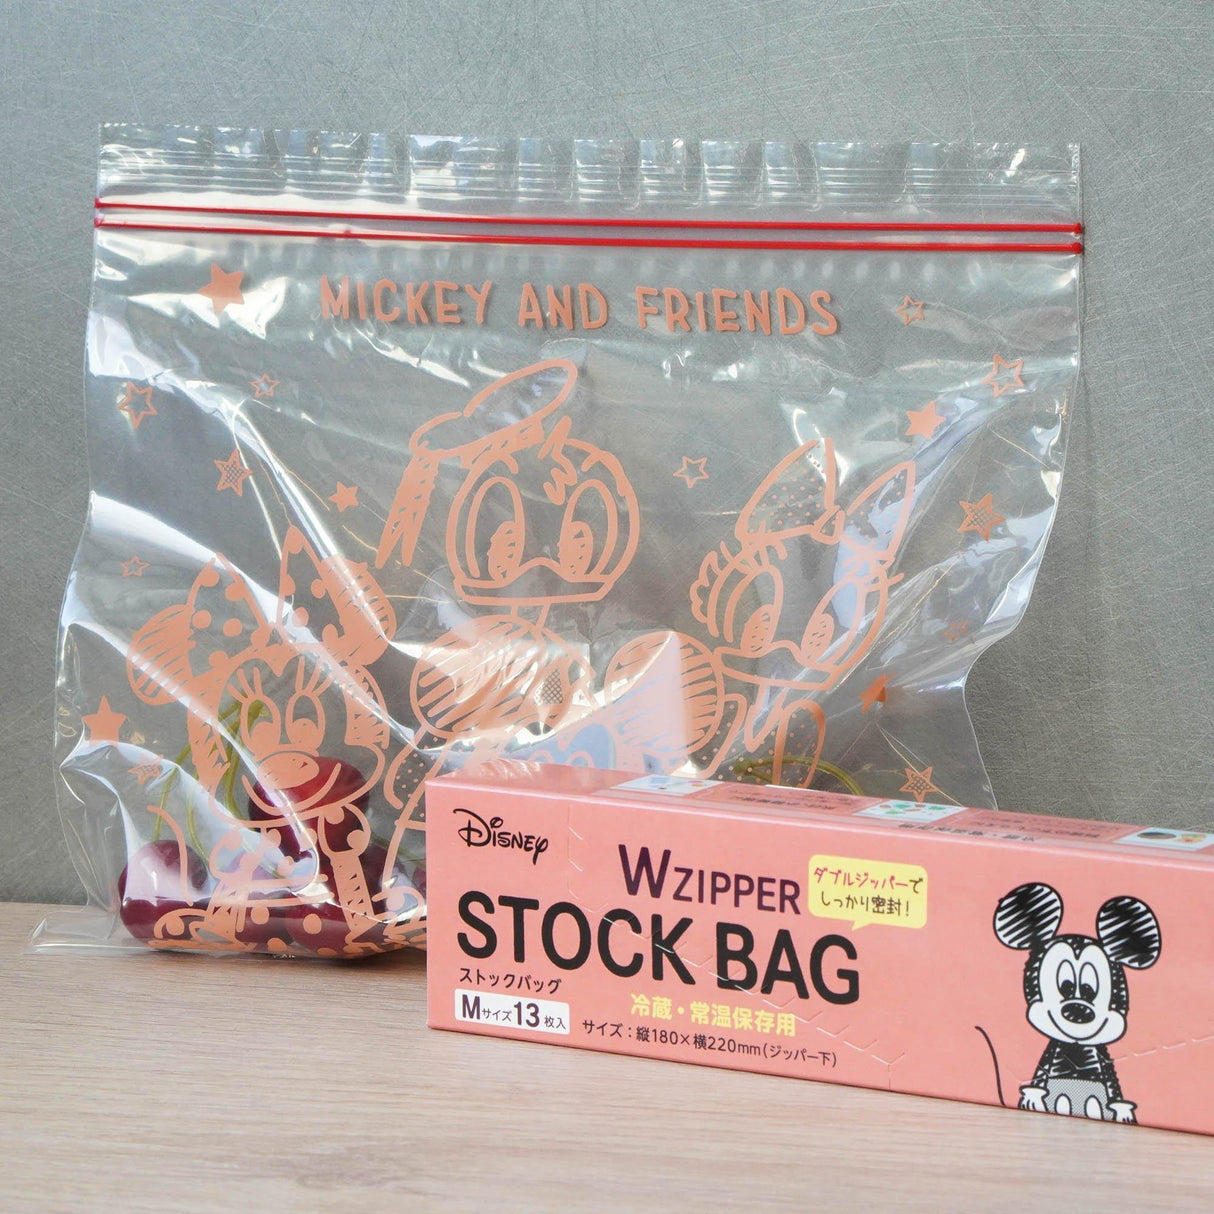 MICKEY AND FRIENDS
Disney
WZIPPER
ダブルジッパーで
しっかり密封！
STOCK BAG
ストックバッグ
Mサイズ13枚入
冷蔵・常温保存用
サイズ：縦180×横220mm（ジッパー下）